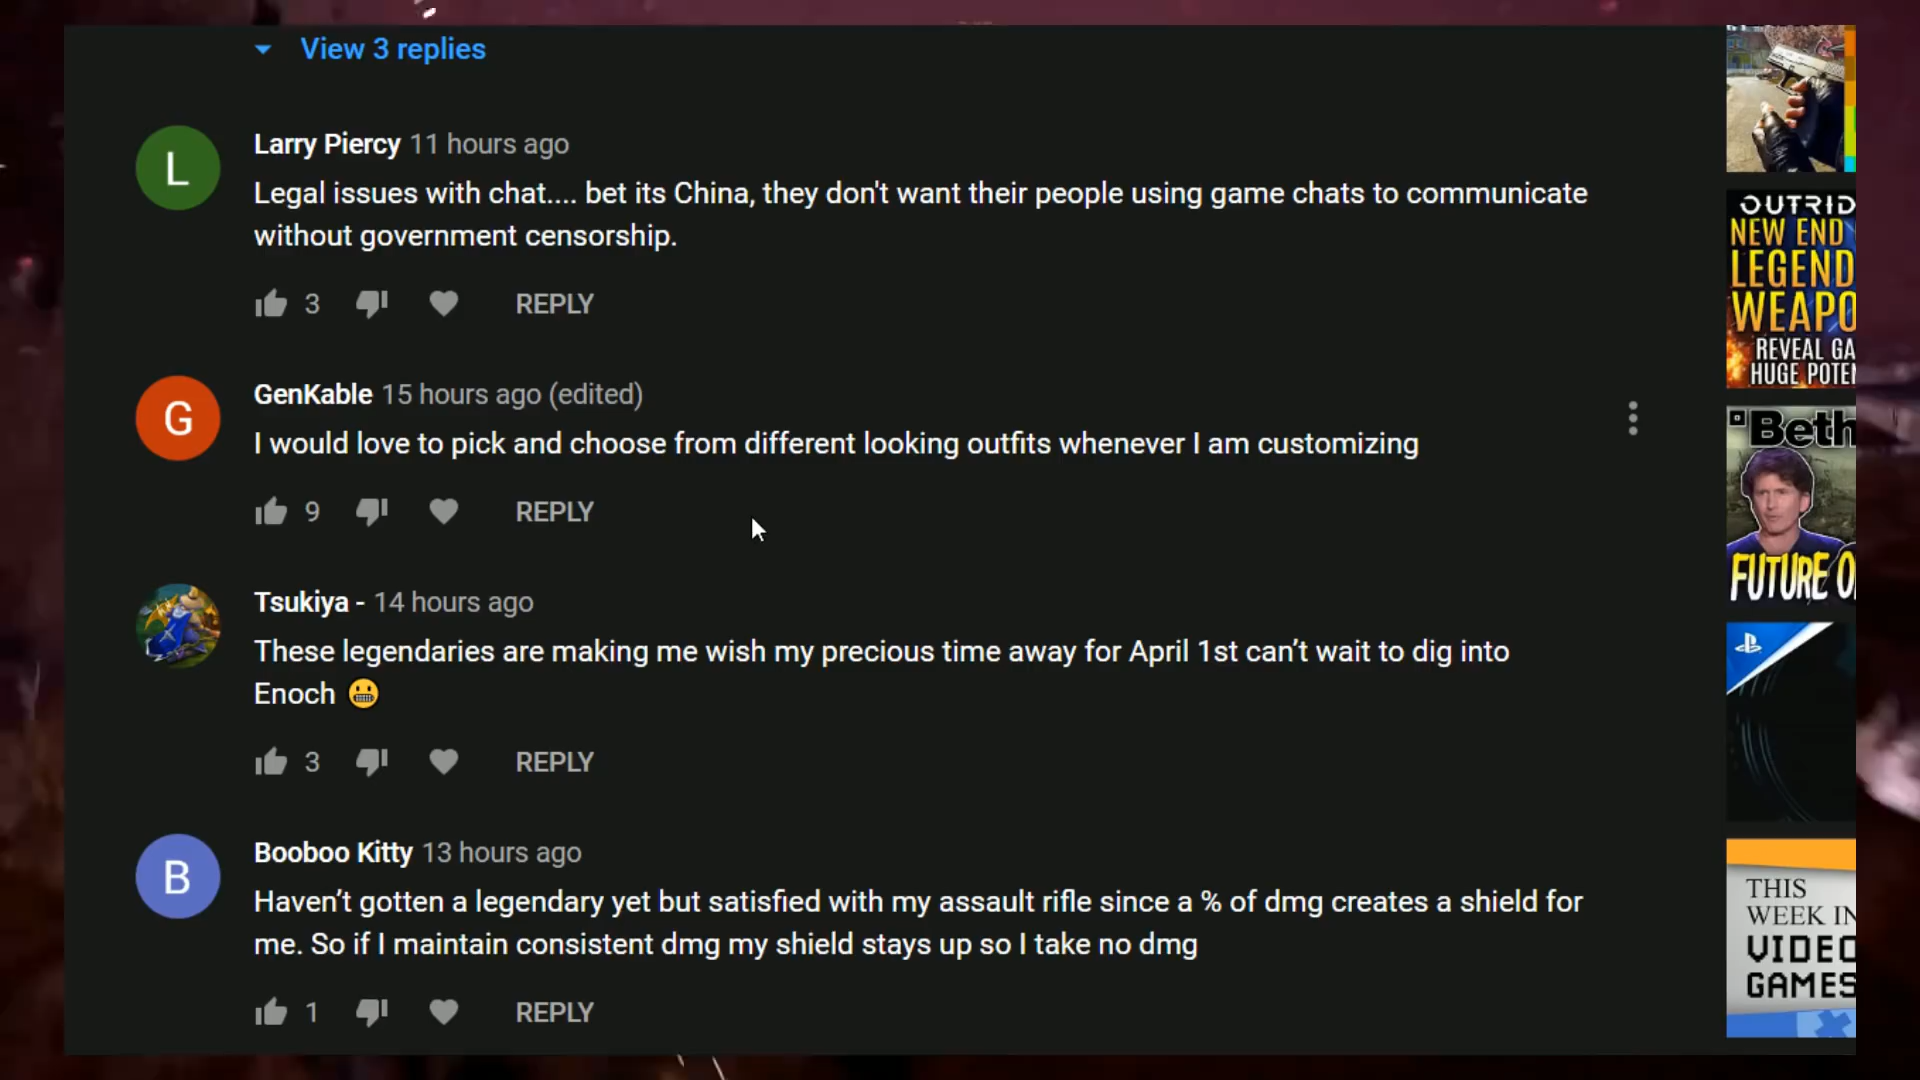 View 3 replies
L
Larry Piercy 11 hours ago
Legal issues with chat.... bet its China, they don't want their people using game chats to communicate
without government censorship.
3
REPLY
G
GenKable 15 hours ago (edited)
I would love to pick and choose from different looking outfits whenever I am customizing
9
REPLY
Tsukiya - 14 hours ago
These legendaries are making me wish my precious time away for April 1st can’t wait to dig into
Enoch 😬
3
REPLY
B
Booboo Kitty 13 hours ago
Haven’t gotten a legendary yet but satisfied with my assault rifle since a % of dmg creates a shield for
me. So if I maintain consistent dmg my shield stays up so I take no dmg
1
REPLY
OUTRID
NEW END
LEGEND
WEAPO
REVEAL GA
HUGE POTEN
Beth
FUTURE O
THIS
WEEK IN
VIDEO
GAMES